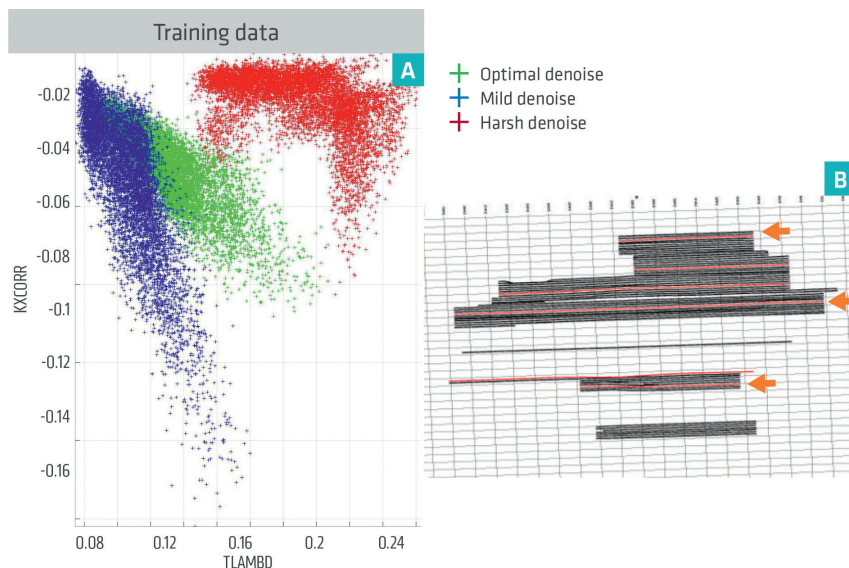 Training data
A
-0.02
-0.04
-0.06
-0.08
-0.1
-0.12
-0.14
-0.16
KXCORR
0.08
0.12
0.16
0.2
0.24
TLAMBD
Optimal denoise
Mild denoise
Harsh denoise
B